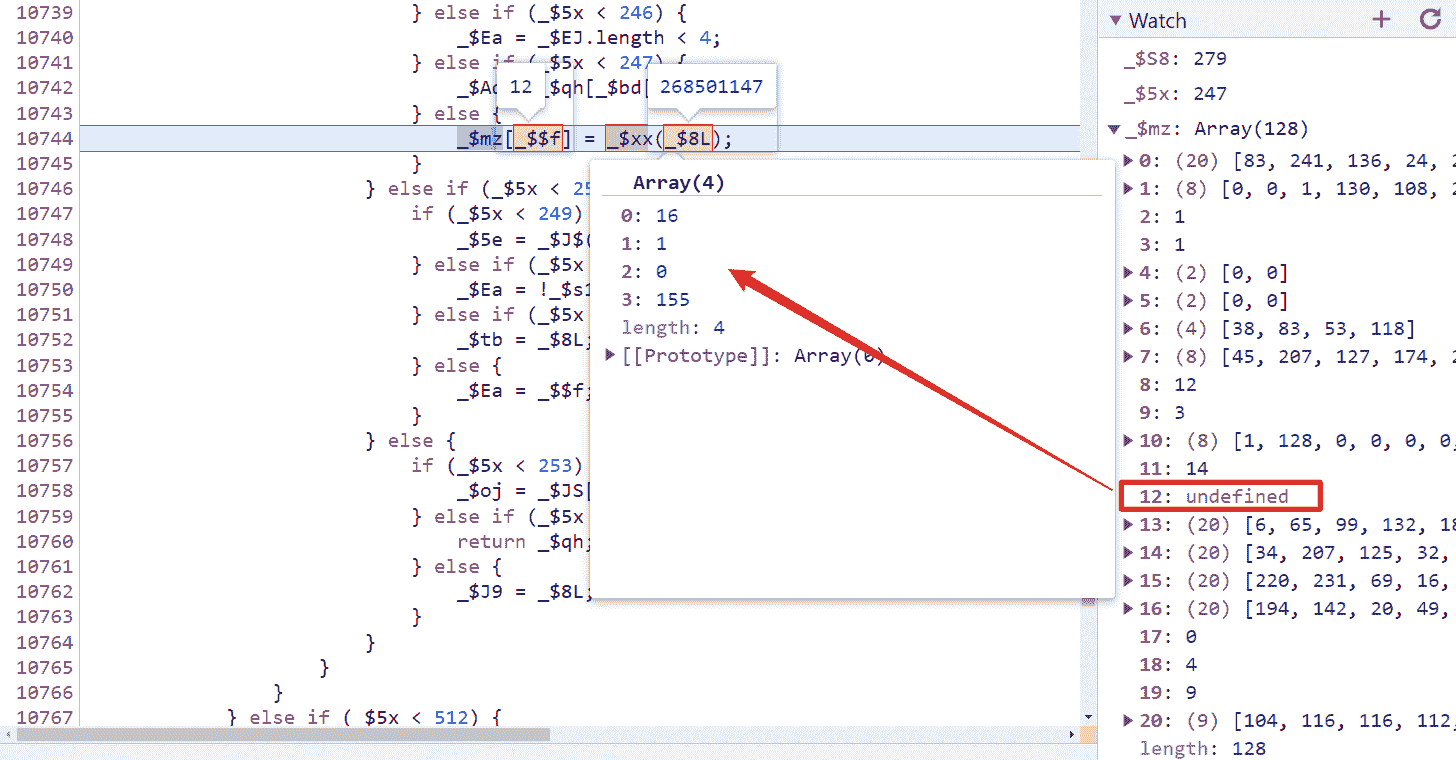 10739 } else if (_$5x < 246) {
10740 _$Ea = _$EJ.length < 4;
10741 } else if (_$5x < 247) {
10742 _$Ad _$qh[_$bd[
12
268501147
10743 } else {
10744 _$mz[_$$f] = _$xx(_$8L);
10745 }
10746 } else if (_$5x < 25
10747 if (_$5x < 249)
10748 _$5e = _$J$(
10749 } else if (_$5x
10750 _$Ea = !_$s1
10751 } else if (_$5x
10752 _$tb = _$8L;
10753 } else {
10754 _$Ea = _$$f;
10755 }
10756 } else {
10757 if (_$5x < 253)
10758 _$oj = _$JS[
10759 } else if (_$5x
10760 return _$qh;
10761 } else {
10762 _$J9 = _$8L;
10763 }
10764 }
10765 }
10766 }
10767 } else if (_$5x < 512) {
Array(4)
0: 16
1: 1
2: 0
3: 155
length: 4
[[Prototype]]: Array(0)
Watch
_$S8: 279
_$5x: 247
_$mz: Array(128)
0: (20) [83, 241, 136, 24, 2
1: (8) [0, 0, 1, 130, 108, 2
2: 1
3: 1
4: (2) [0, 0]
5: (2) [0, 0]
6: (4) [38, 83, 53, 118]
7: (8) [45, 207, 127, 174, 2
8: 12
9: 3
10: (8) [1, 128, 0, 0, 0, 0,
11: 14
12: undefined
13: (20) [6, 65, 99, 132, 18
14: (20) [34, 207, 125, 32,
15: (20) [220, 231, 69, 16,
16: (20) [194, 142, 20, 49,
17: 0
18: 4
19: 9
20: (9) [104, 116, 116, 112,
length: 128